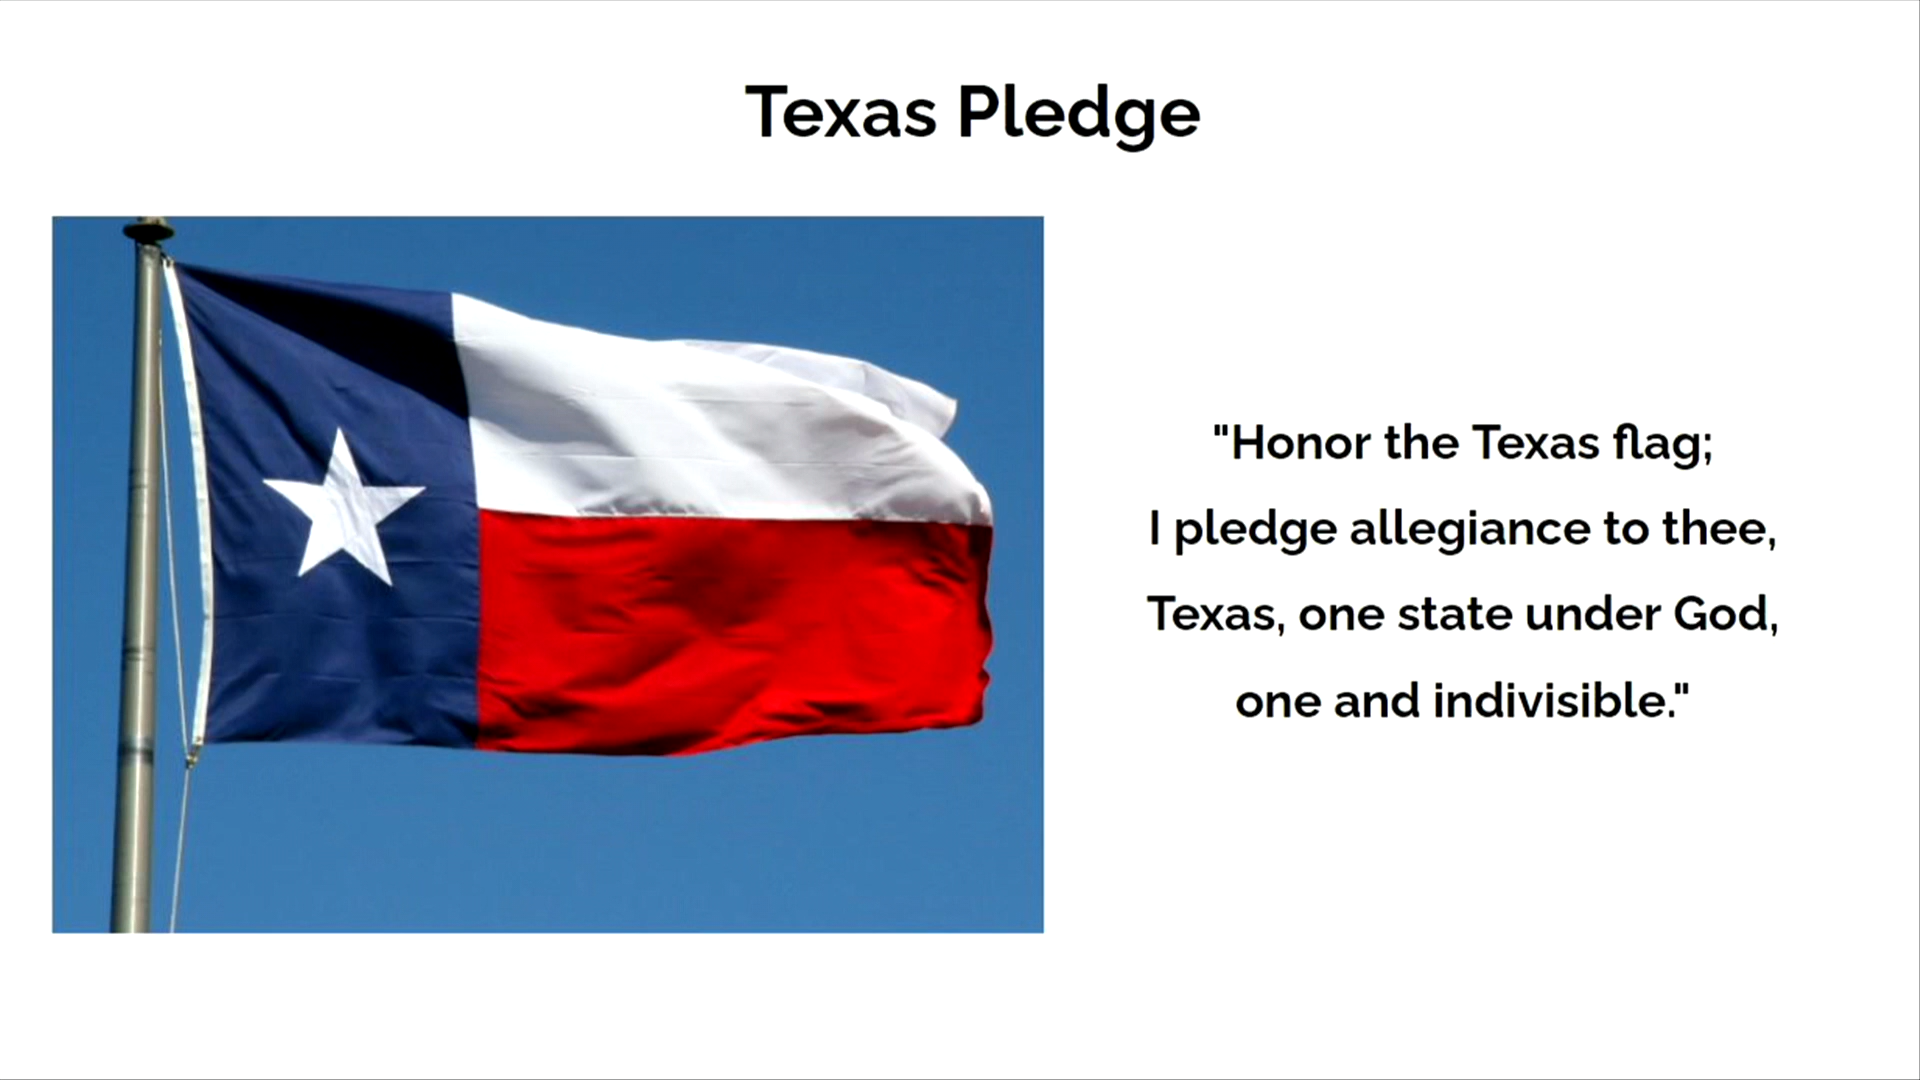 Texas Pledge
"Honor the Texas flag;
I pledge allegiance to thee,
Texas, one state under God,
one and indivisible."